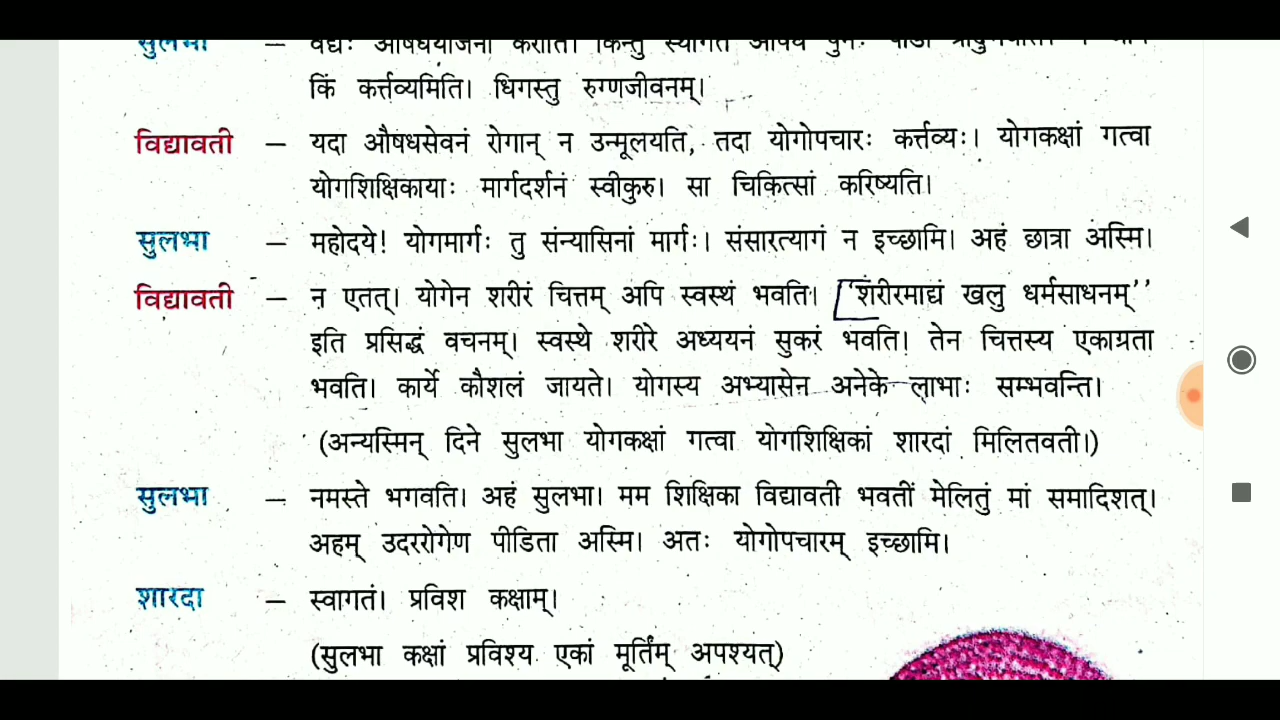 किं कर्त्तव्यमिति। धिगस्तु रुग्णजीवनम्।
विद्यावती – यदा औषधसेवनं रोगान् न उन्मूलयति, तदा योगोपचारः कर्त्तव्यः। योगकक्षां गत्वा
योगशिक्षिकायाः मार्गदर्शनं स्वीकुरु। सा चिकित्सां करिष्यति।
सुलभा – महोदये! योगमार्गः तु संन्यासिनां मार्गः। संसारत्यागं न इच्छामि। अहं छात्रा अस्मि।
विद्यावती – न एतत्। योगेन शरीरं चित्तम् अपि स्वस्थं भवति। "शरीरमाद्यं खलु धर्मसाधनम्''
इति प्रसिद्धं वचनम्। स्वस्थे शरीरे अध्ययनं सुकरं भवति। तेन चित्तस्य एकाग्रता
भवति। कार्ये कौशलं जायते। योगस्य अभ्यासेन अनेके लाभाः सम्भवन्ति।
(अन्यस्मिन् दिने सुलभा योगकक्षां गत्वा योगशिक्षिकां शारदां मिलितवती।)
सुलभा – नमस्ते भगवति। अहं सुलभा। मम शिक्षिका विद्यावती भवतीं मेलितुं मां समादिशत्।
अहम् उदररोगेण पीडिता अस्मि। अतः योगोपचारम् इच्छामि।
शारदा – स्वागतं। प्रविश कक्षाम्।
(सुलभा कक्षां प्रविश्य एकां मूर्तिंम् अपश्यत्)